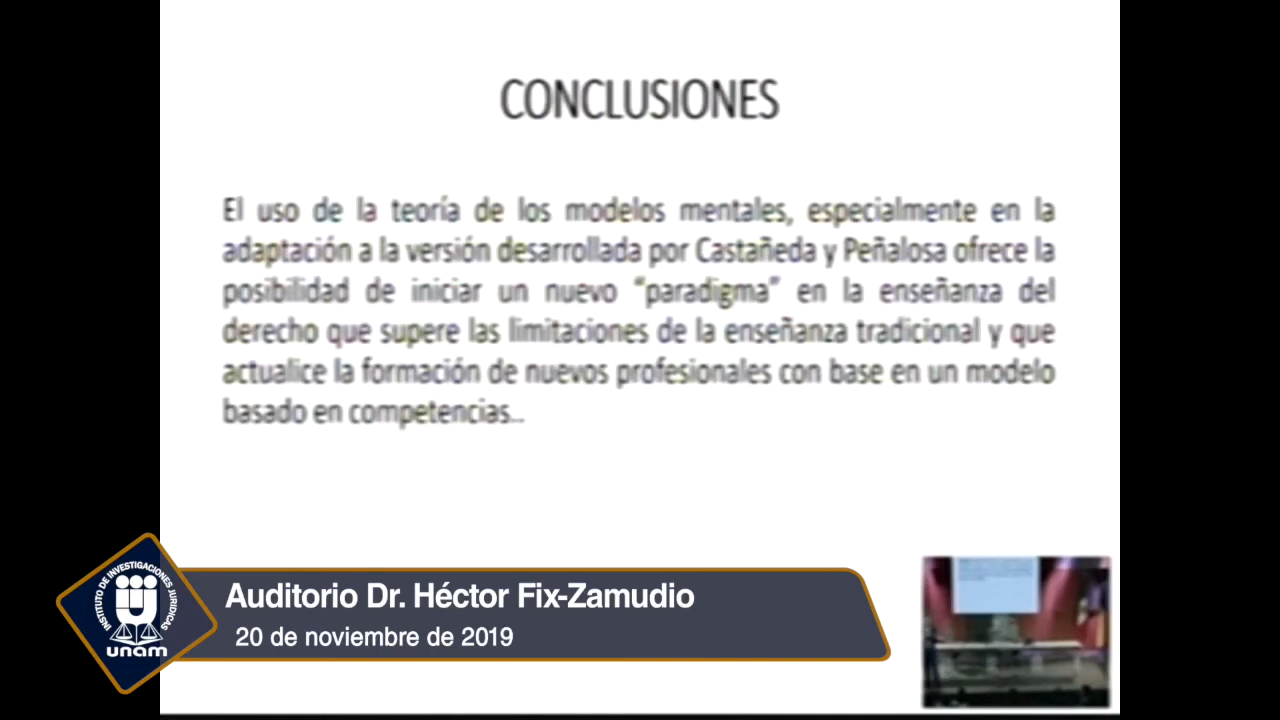 CONCLUSIONES
El uso de la teoría de los modelos mentales, especialmente en la
adaptación a la versión desarrollada por Castañeda y Peñalosa ofrece la
posibilidad de iniciar un nuevo “paradigma” en la enseñanza del
derecho que supere las limitaciones de la enseñanza tradicional y que
actualice la formación de nuevos profesionales con base en un modelo
basado en competencias..
INSTITUTO DE INVESTIGACIONES JURIDICAS
unam
Auditorio Dr. Héctor Fix-Zamudio
20 de noviembre de 2019